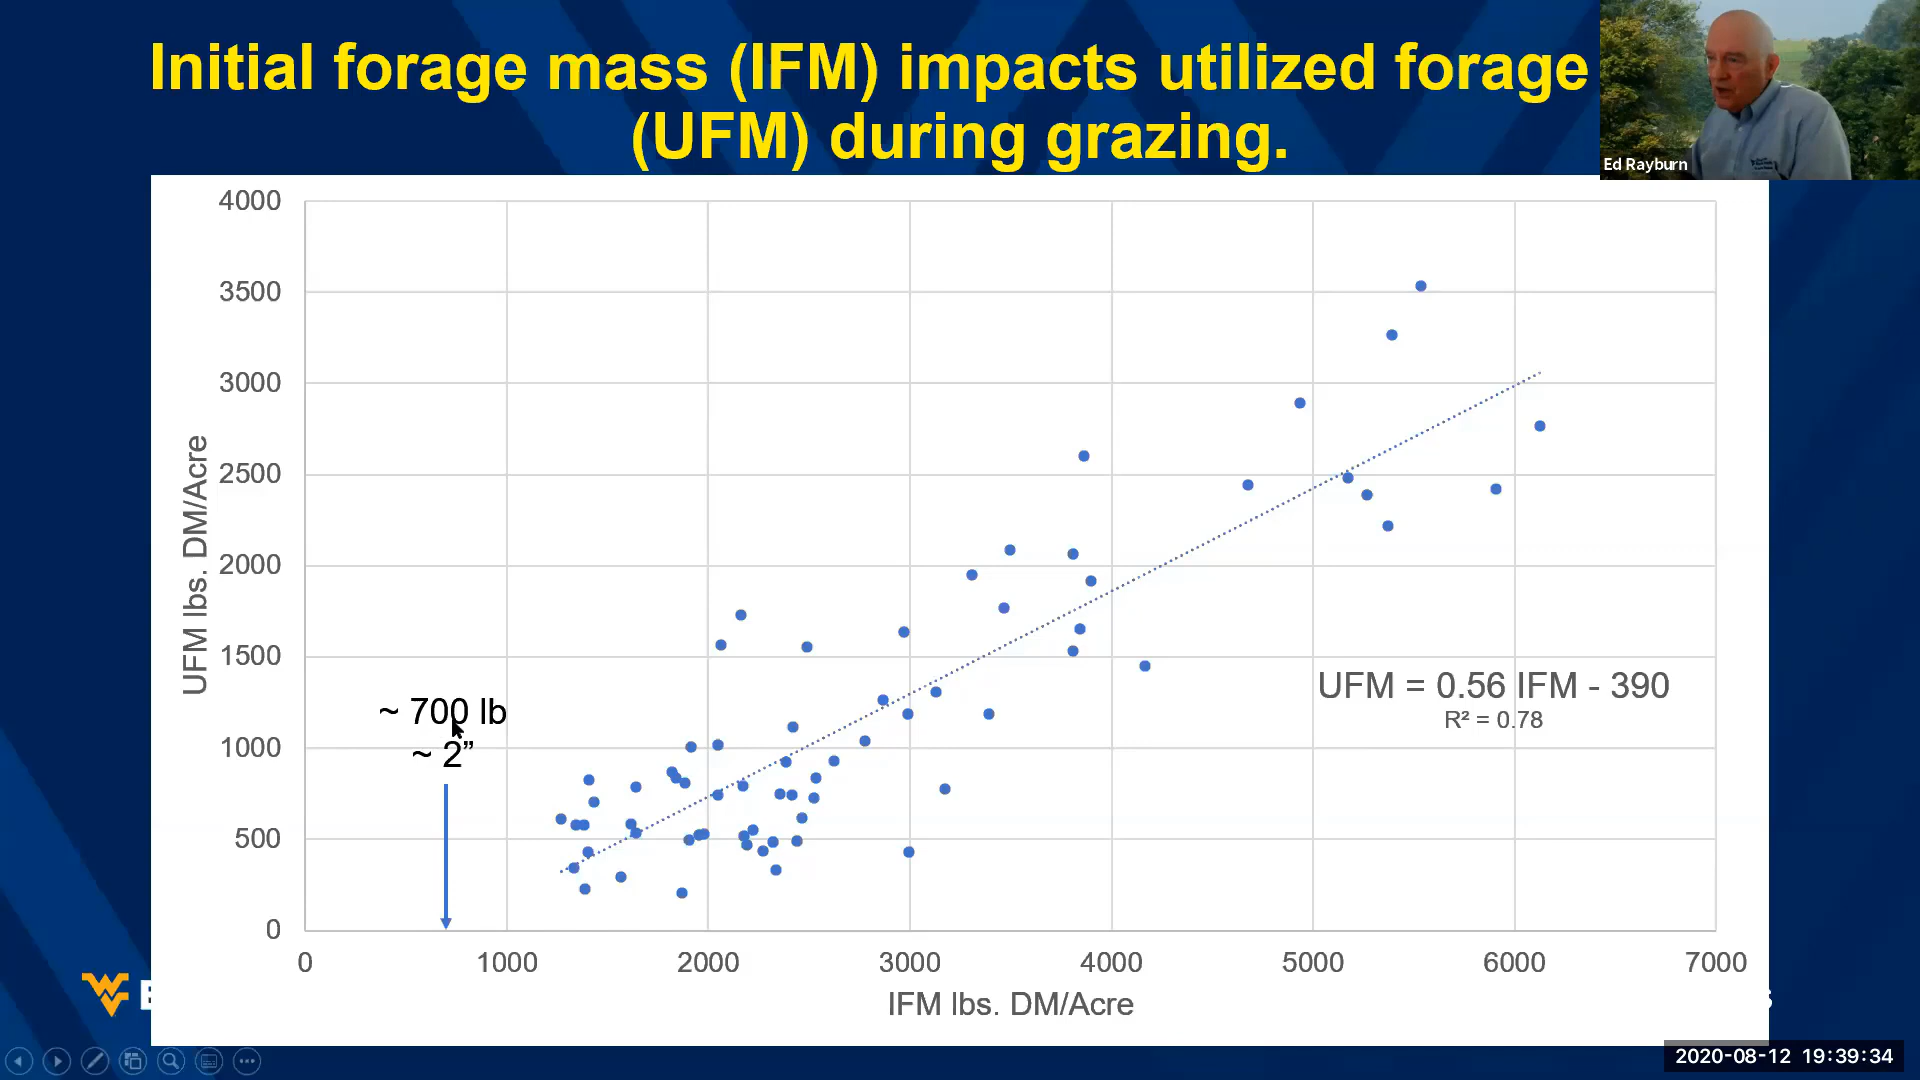 Initial forage mass (IFM) impacts utilized forage
(UFM) during grazing.
Ed Rayburn
4000
3500
3000
2500
2000
1500
1000
500
0
UFM lbs. DM/Acre
~ 700 lb
~ 2”
UFM = 0.56 IFM - 390
R² = 0.78
0 1000 2000 3000 4000 5000 6000 7000
IFM lbs. DM/Acre
2020-08-12 19:39:34